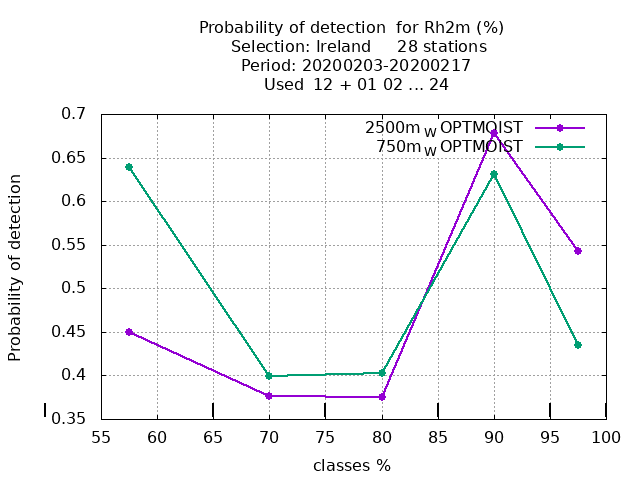 Probability of detection  for Rh2m (%)
Selection: Ireland     28 stations
Period: 20200203-20200217
Used  12 + 01 02 ... 24
0.7
0.65
0.6
0.55
0.5
0.45
0.4
0.35
Probability of detection
2500m W OPTMOIST
750m W OPTMOIST
55 60 65 70 75 80 85 90 95 100
classes %